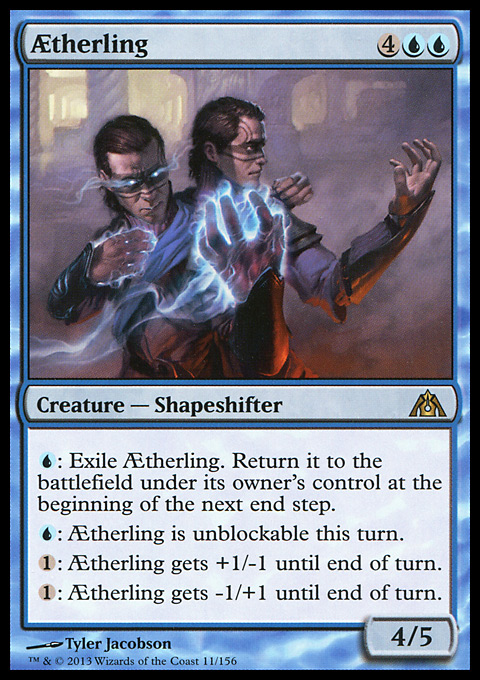 Ætherling 4
Creature — Shapeshifter
: Exile Ætherling. Return it to the
battlefield under its owner's control at the
beginning of the next end step.
: Ætherling is unblockable this turn.
1: Ætherling gets +1/-1 until end of turn.
1: Ætherling gets -1/+1 until end of turn.
4/5
Tyler Jacobson
™ & © 2013 Wizards of the Coast 11/156